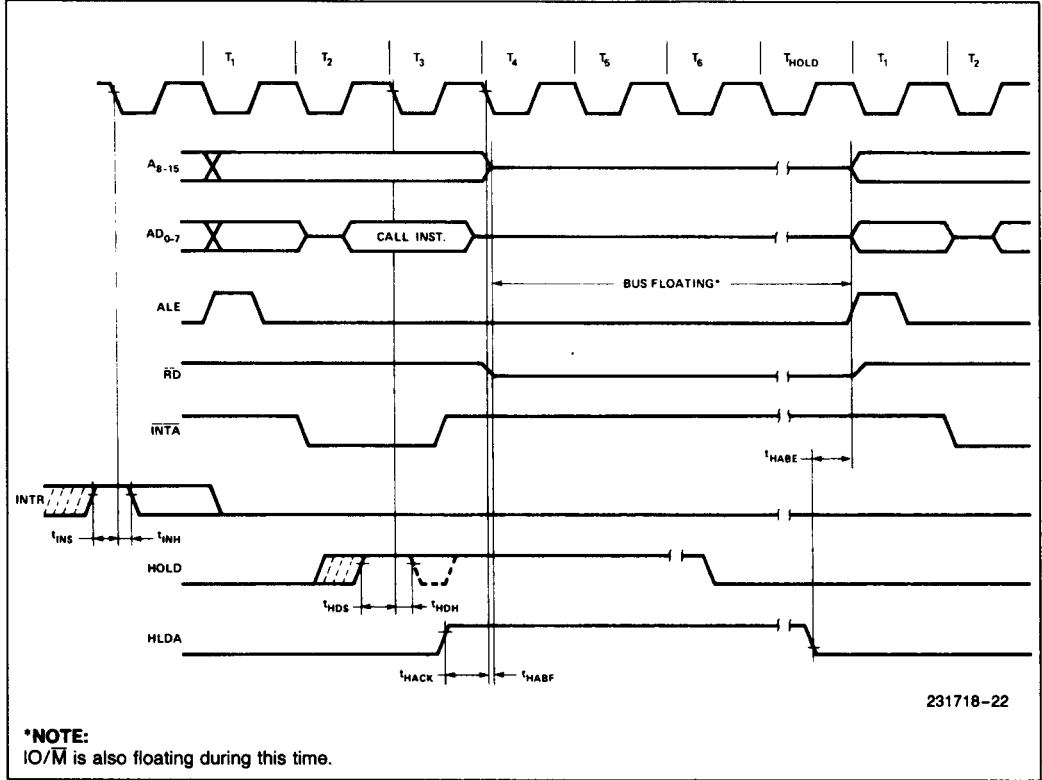 T1 T2 T3 T4 T5 T6 THOLD T1 T2
A8-15
AD0-7 CALL INST.
BUS FLOATING*
ALE
R̅D̅
I̅N̅T̅A̅
tHABE
INTR
tINS tINH
HOLD
tHDS tHDH
HLDA
tHACK tHABF
231718-22
*NOTE:
IO/M̅ is also floating during this time.